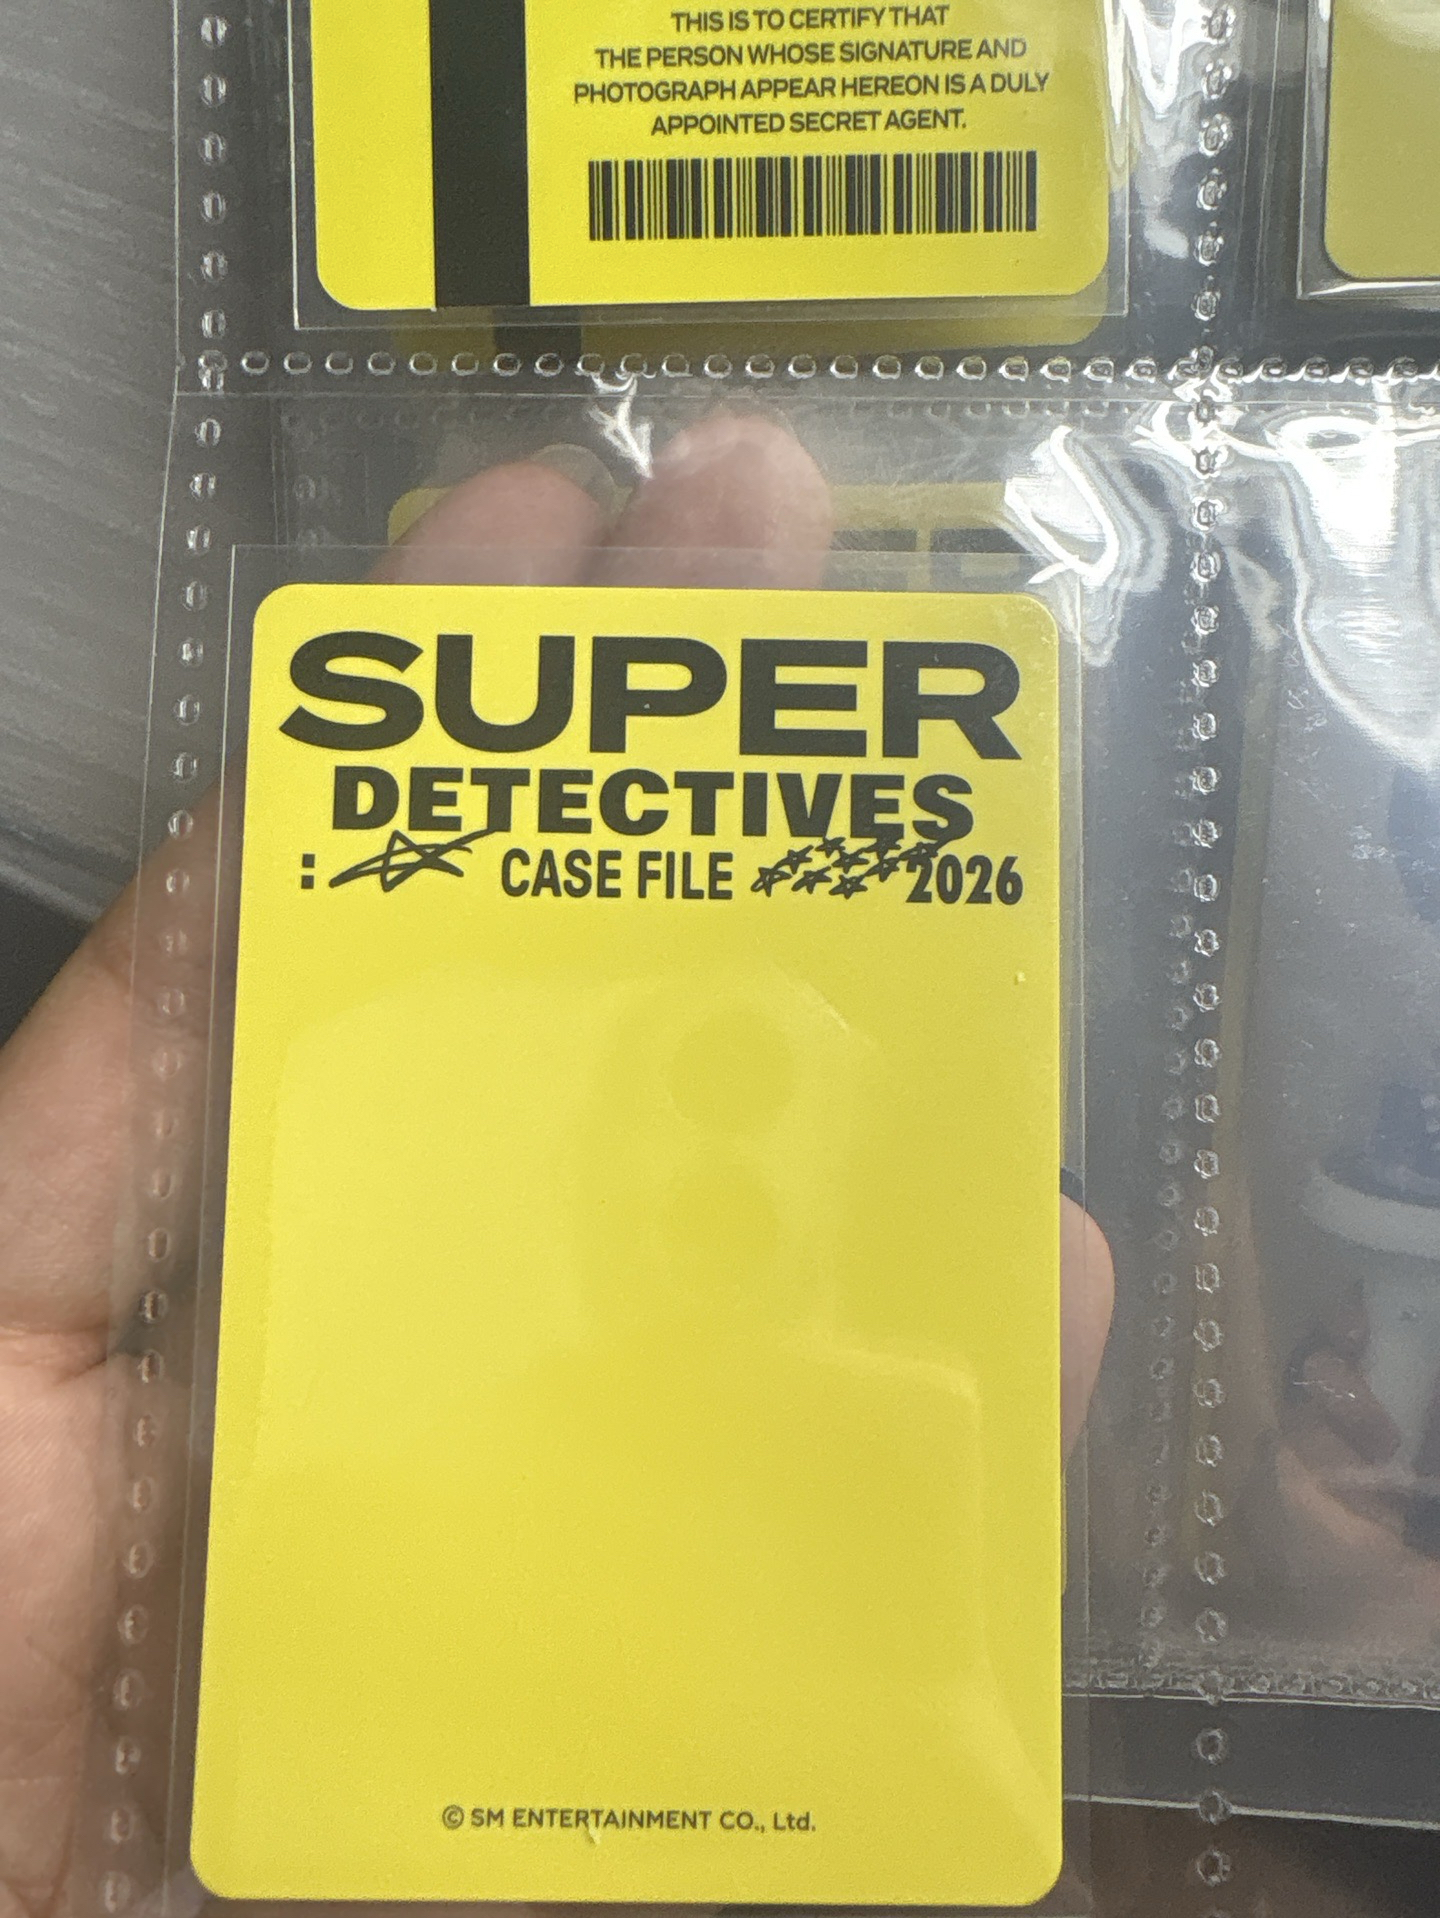 THIS IS TO CERTIFY THAT
THE PERSON WHOSE SIGNATURE AND
PHOTOGRAPH APPEAR HEREON IS A DULY
APPOINTED SECRET AGENT.
SUPER
DETECTIVES
: CASE FILE 2026
© SM ENTERTAINMENT CO., Ltd.